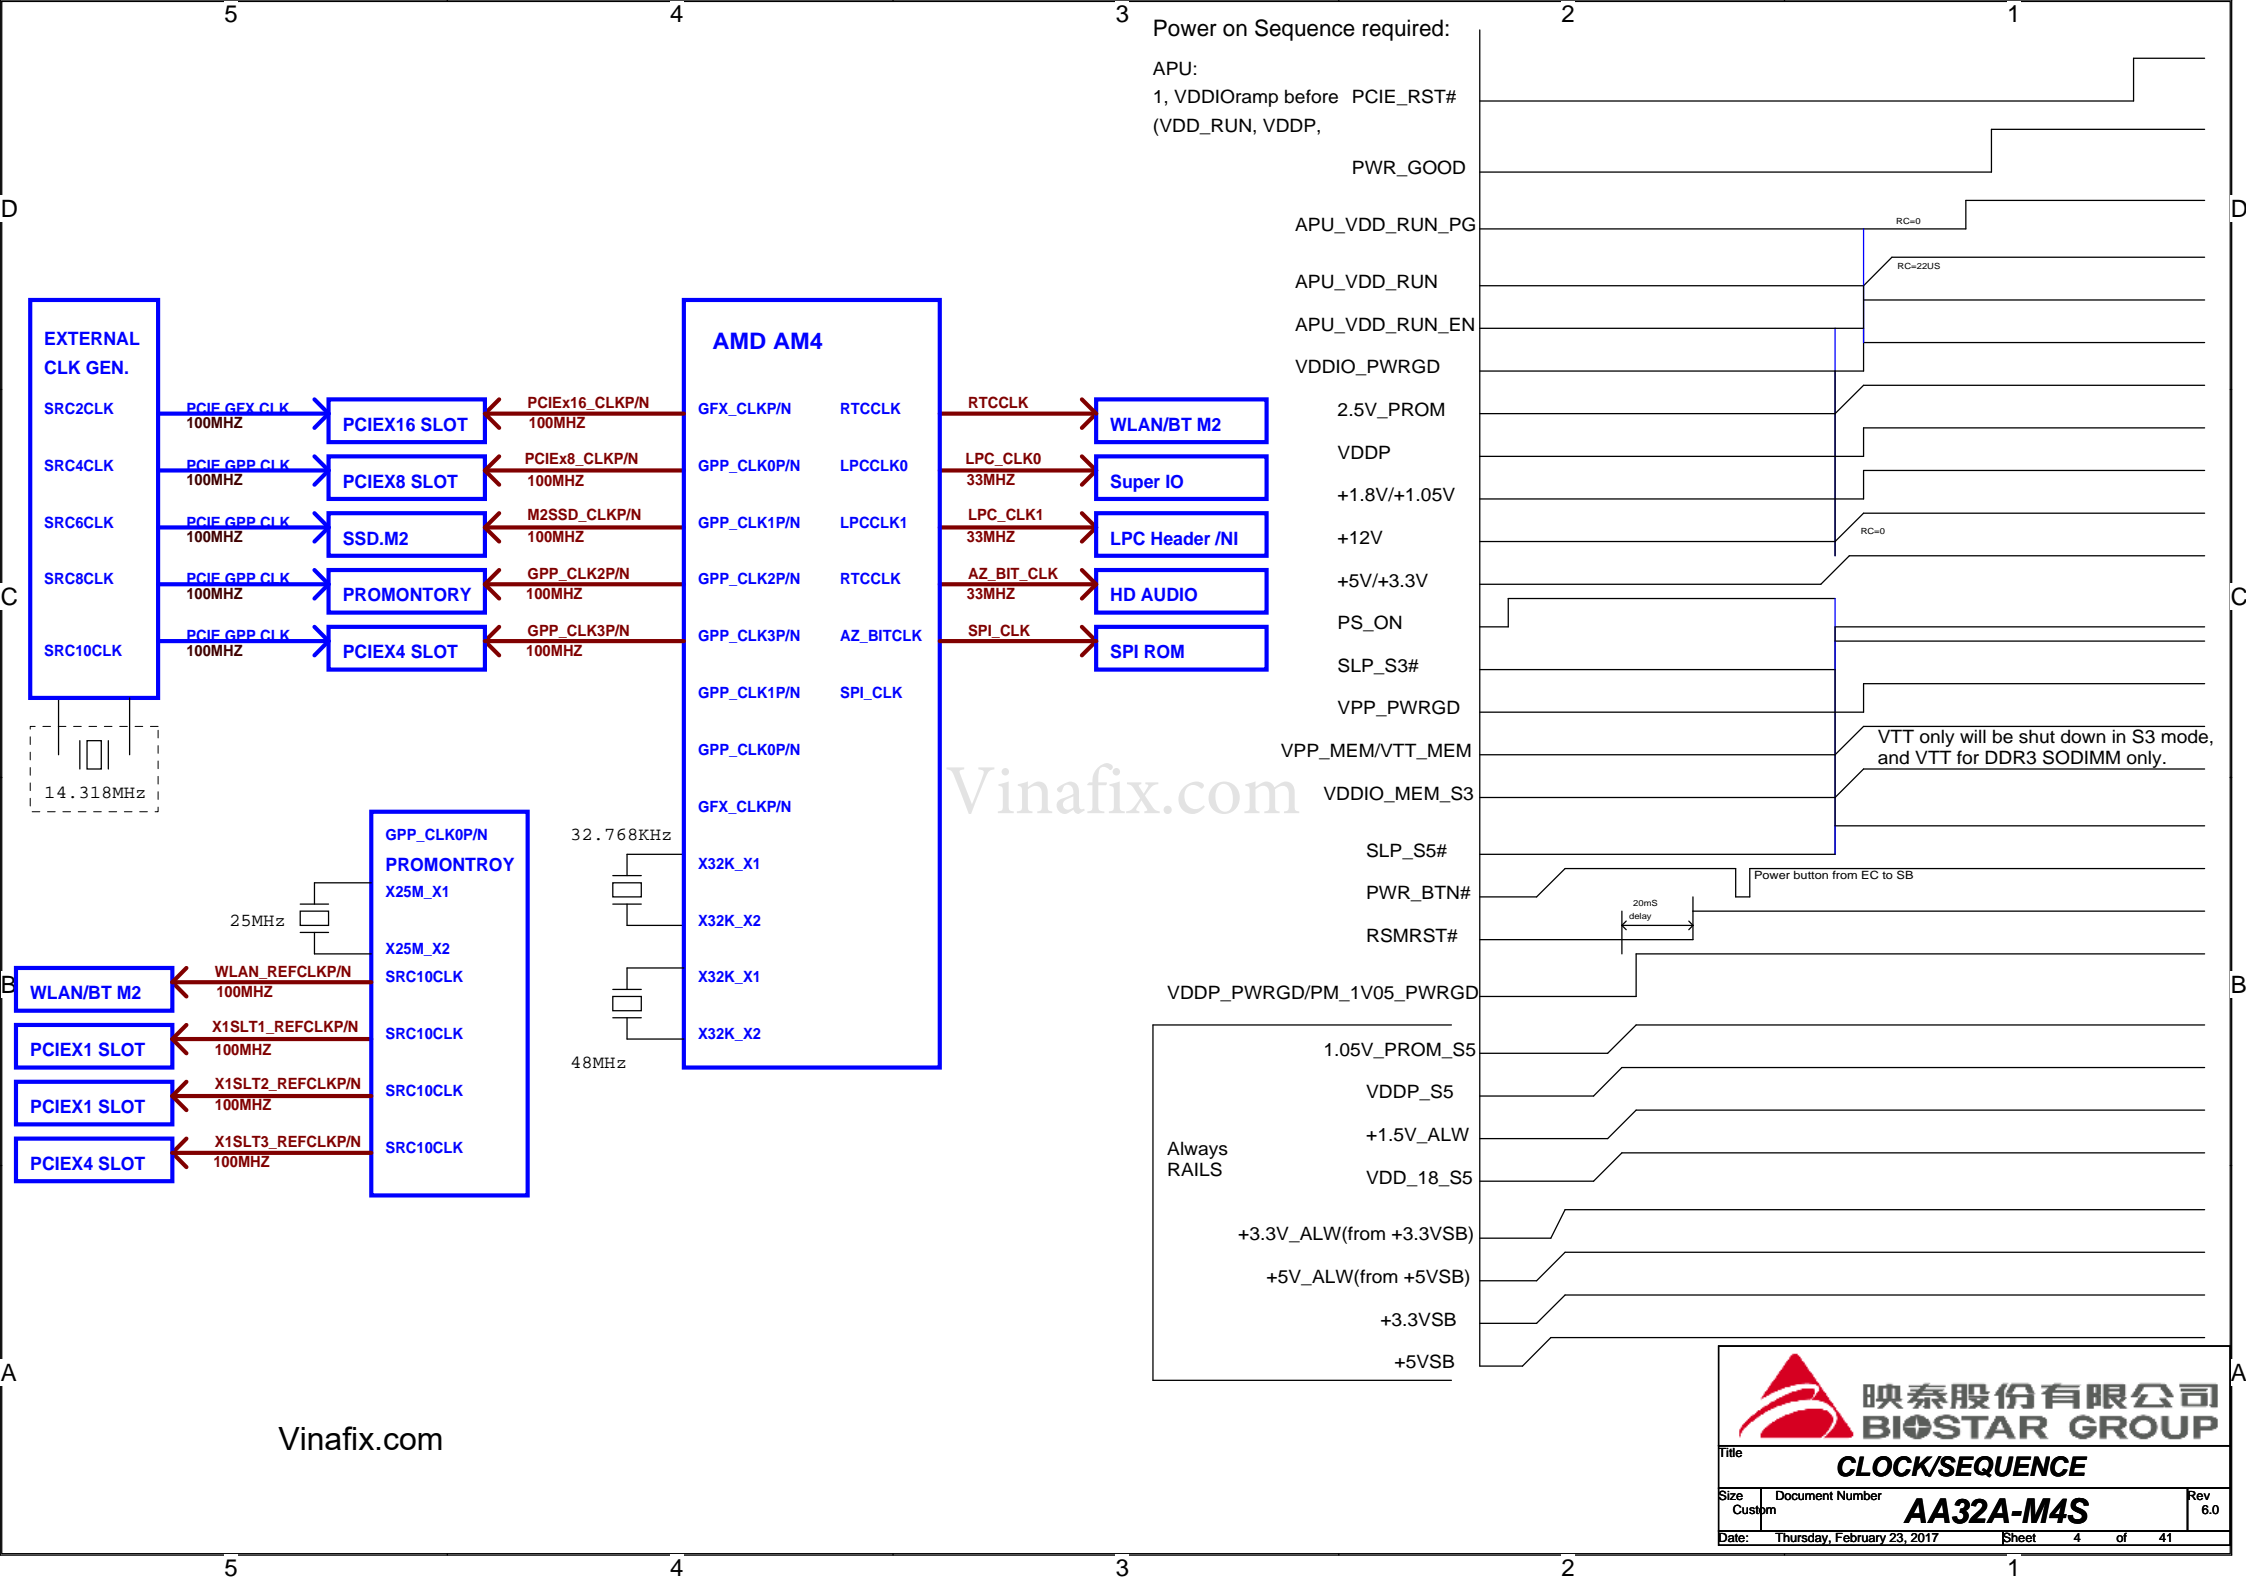 5 4 3 2 1
Power on Sequence required:
APU:
1, VDDIOramp before
(VDD_RUN, VDDP,
PCIE_RST#
PWR_GOOD
D D
APU_VDD_RUN_PG
RC=0
APU_VDD_RUN
RC=22US
APU_VDD_RUN_EN
VDDIO_PWRGD
2.5V_PROM
VDDP
+1.8V/+1.05V
+12V
RC=0
+5V/+3.3V
C C
PS_ON
SLP_S3#
VPP_PWRGD
VPP_MEM/VTT_MEM
VTT only will be shut down in S3 mode,
and VTT for DDR3 SODIMM only.
VDDIO_MEM_S3
SLP_S5#
PWR_BTN#
Power button from EC to SB
20mS
delay
RSMRST#
VDDP_PWRGD/PM_1V05_PWRGD
B B
Always
RAILS
1.05V_PROM_S5
VDDP_S5
+1.5V_ALW
VDD_18_S5
+3.3V_ALW(from +3.3VSB)
+5V_ALW(from +5VSB)
+3.3VSB
+5VSB
A A
EXTERNAL
CLK GEN.
SRC2CLK
SRC4CLK
SRC6CLK
SRC8CLK
SRC10CLK
14.318MHz
PCIE GFX CLK
100MHZ
PCIE GPP CLK
100MHZ
PCIE GPP CLK
100MHZ
PCIE GPP CLK
100MHZ
PCIE GPP CLK
100MHZ
PCIEX16 SLOT
PCIEX8 SLOT
SSD.M2
PROMONTORY
PCIEX4 SLOT
PCIEx16_CLKP/N
100MHZ
PCIEx8_CLKP/N
100MHZ
M2SSD_CLKP/N
100MHZ
GPP_CLK2P/N
100MHZ
GPP_CLK3P/N
100MHZ
AMD AM4
GFX_CLKP/N RTCCLK
GPP_CLK0P/N LPCCLK0
GPP_CLK1P/N LPCCLK1
GPP_CLK2P/N RTCCLK
GPP_CLK3P/N AZ_BITCLK
GPP_CLK1P/N SPI_CLK
GPP_CLK0P/N
GFX_CLKP/N
X32K_X1
X32K_X2
X32K_X1
X32K_X2
32.768KHz
48MHz
RTCCLK
LPC_CLK0
33MHZ
LPC_CLK1
33MHZ
AZ_BIT_CLK
33MHZ
SPI_CLK
WLAN/BT M2
Super IO
LPC Header /NI
HD AUDIO
SPI ROM
GPP_CLK0P/N
PROMONTROY
X25M_X1
X25M_X2
SRC10CLK
SRC10CLK
SRC10CLK
SRC10CLK
25MHz
WLAN_REFCLKP/N
100MHZ
X1SLT1_REFCLKP/N
100MHZ
X1SLT2_REFCLKP/N
100MHZ
X1SLT3_REFCLKP/N
100MHZ
WLAN/BT M2
PCIEX1 SLOT
PCIEX1 SLOT
PCIEX4 SLOT
Vinafix.com
Vinafix.com
映泰股份有限公司
BIOSTAR GROUP
Title
CLOCK/SEQUENCE
Size
Custom
Document Number
AA32A-M4S
Rev
6.0
Date: Thursday, February 23, 2017 Sheet 4 of 41
5 4 3 2 1